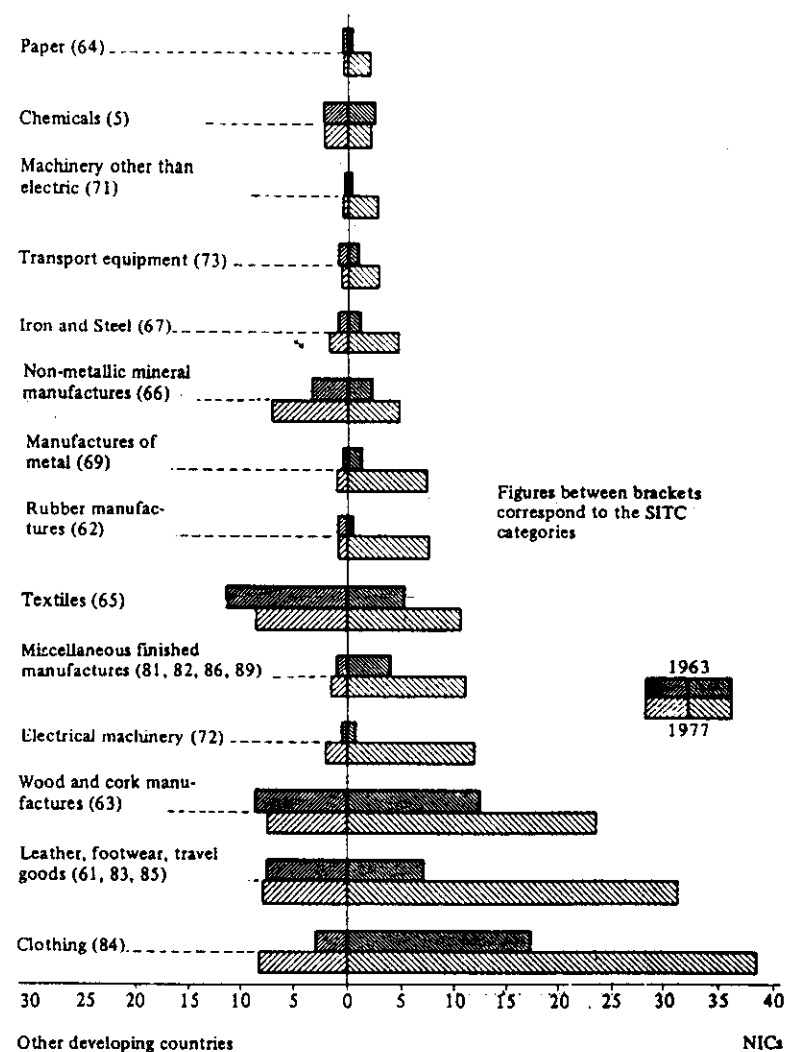 Paper (64)
Chemicals (5)
Machinery other than
electric (71)
Transport equipment (73)
Iron and Steel (67)
Non-metallic mineral
manufactures (66)
Manufactures of
metal (69)
Rubber manufac-
tures (62)
Figures between brackets
correspond to the SITC
categories
Textiles (65)
Miscellaneous finished
manufactures (81, 82, 86, 89)
1963
1977
Electrical machinery (72)
Wood and cork manu-
factures (63)
Leather, footwear, travel
goods (61, 83, 85)
Clothing (84)
30 25 20 15 10 5 0 5 10 15 20 25 30 35 40
Other developing countries NICs